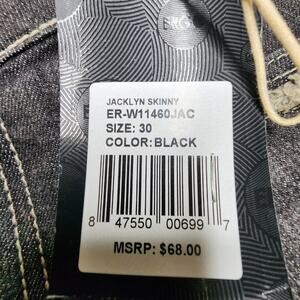 JACKLYN SKINNY
ER-W11460JAC
SIZE: 30
COLOR: BLACK
8 47550 00699 7
MSRP: $68.00